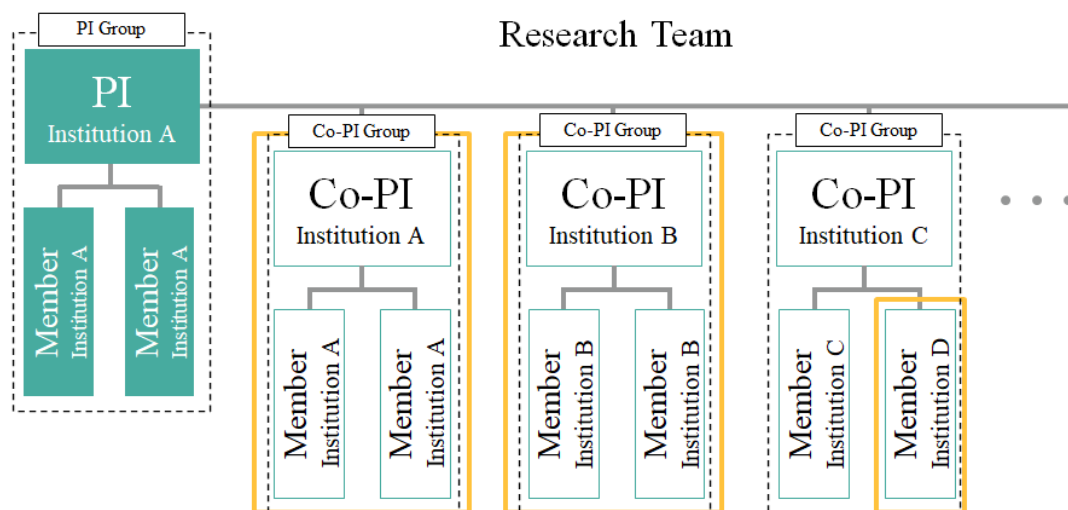 PI Group
Research Team
PI
Institution A
Member
Institution A
Member
Institution A
Co-PI Group
Co-PI
Institution A
Member
Institution A
Member
Institution A
Co-PI Group
Co-PI
Institution B
Member
Institution B
Member
Institution B
Co-PI Group
Co-PI
Institution C
Member
Institution C
Member
Institution D